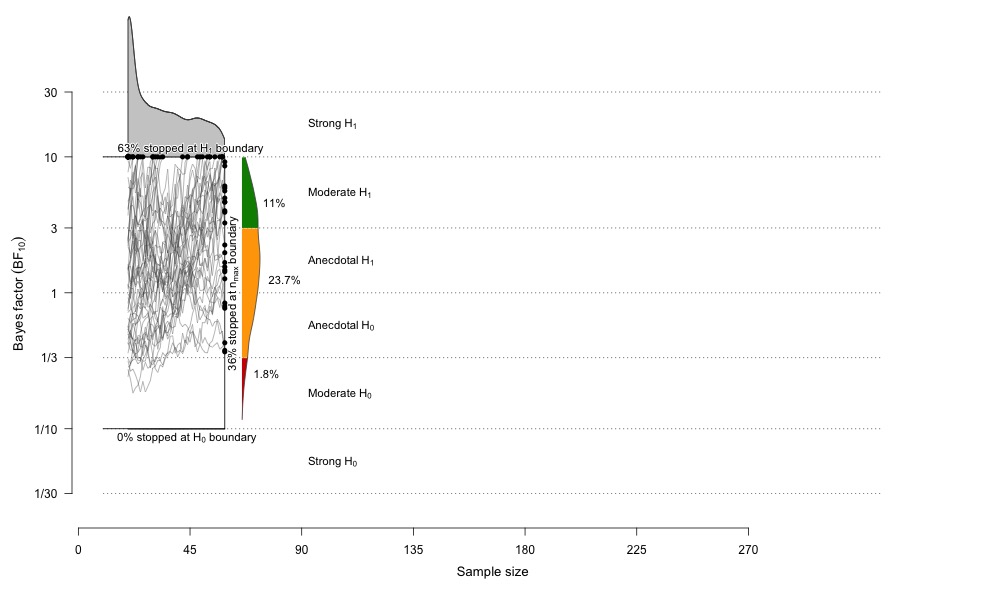 30
Strong H₁
63% stopped at H₁ boundary
10
Moderate H₁
11%
3
36% stopped at nmax boundary
Anecdotal H₁
23.7%
Bayes factor (BF₁₀)
1
Anecdotal H₀
1/3
1.8%
Moderate H₀
1/10
0% stopped at H₀ boundary
Strong H₀
1/30
0 45 90 135 180 225 270
Sample size